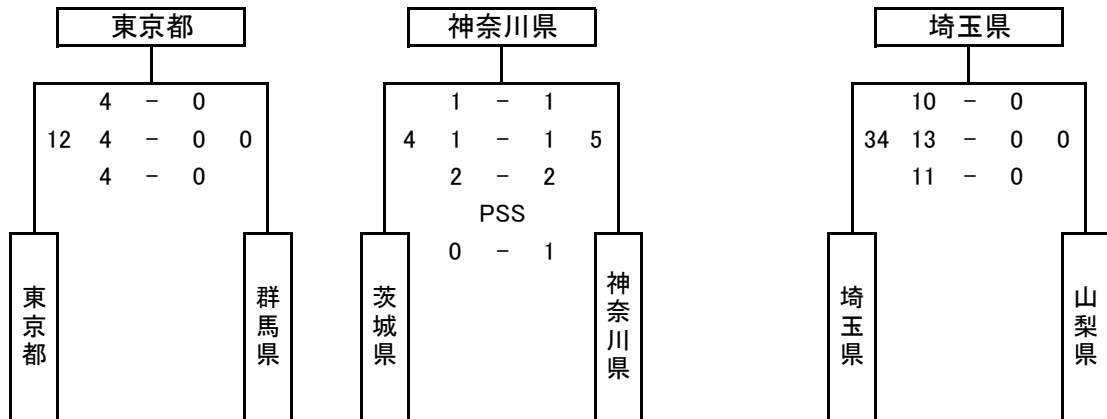 東京都
4 - 0
12 4 - 0 0
4 - 0
東京都
群馬県
神奈川県
1 - 1
4 1 - 1 5
2 - 2
PSS
0 - 1
茨城県
神奈川県
埼玉県
10 - 0
34 13 - 0 0
11 - 0
埼玉県
山梨県